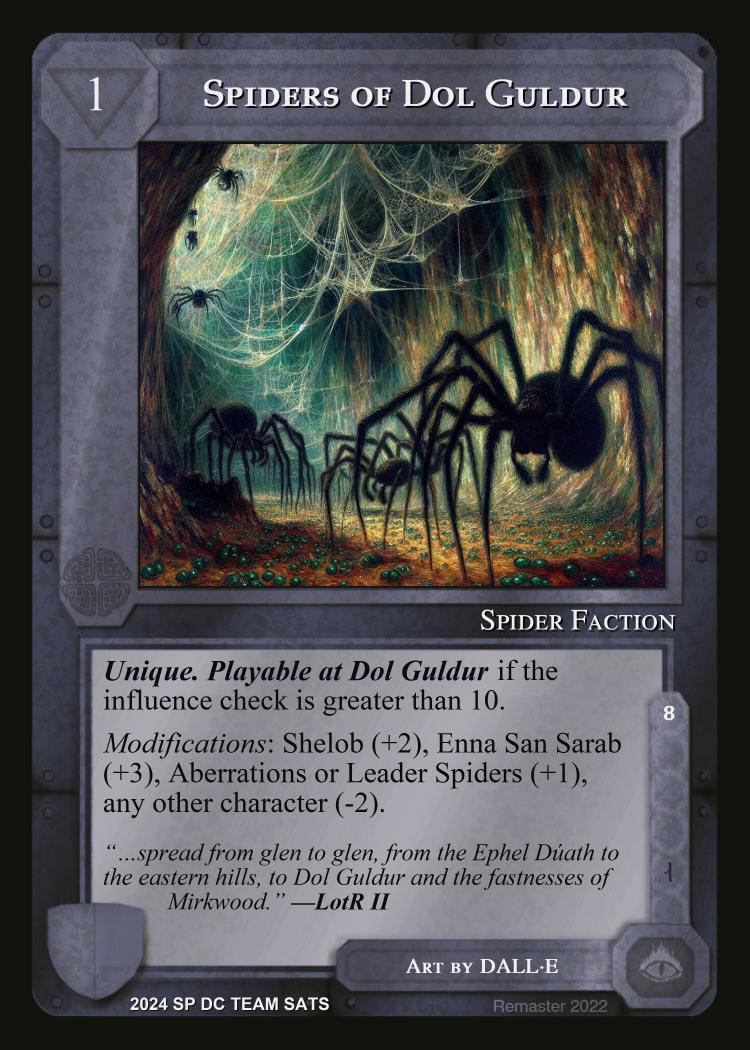 1
Spiders of Dol Guldur
Spider Faction
Unique. Playable at Dol Guldur if the
influence check is greater than 10.
8
Modifications: Shelob (+2), Enna San Sarab
(+3), Aberrations or Leader Spiders (+1),
any other character (-2).
“...spread from glen to glen, from the Ephel Dúath to
the eastern hills, to Dol Guldur and the fastnesses of
Mirkwood.” —LotR II
Art by DALL·E
2024 SP DC TEAM SATS
Remaster 2022